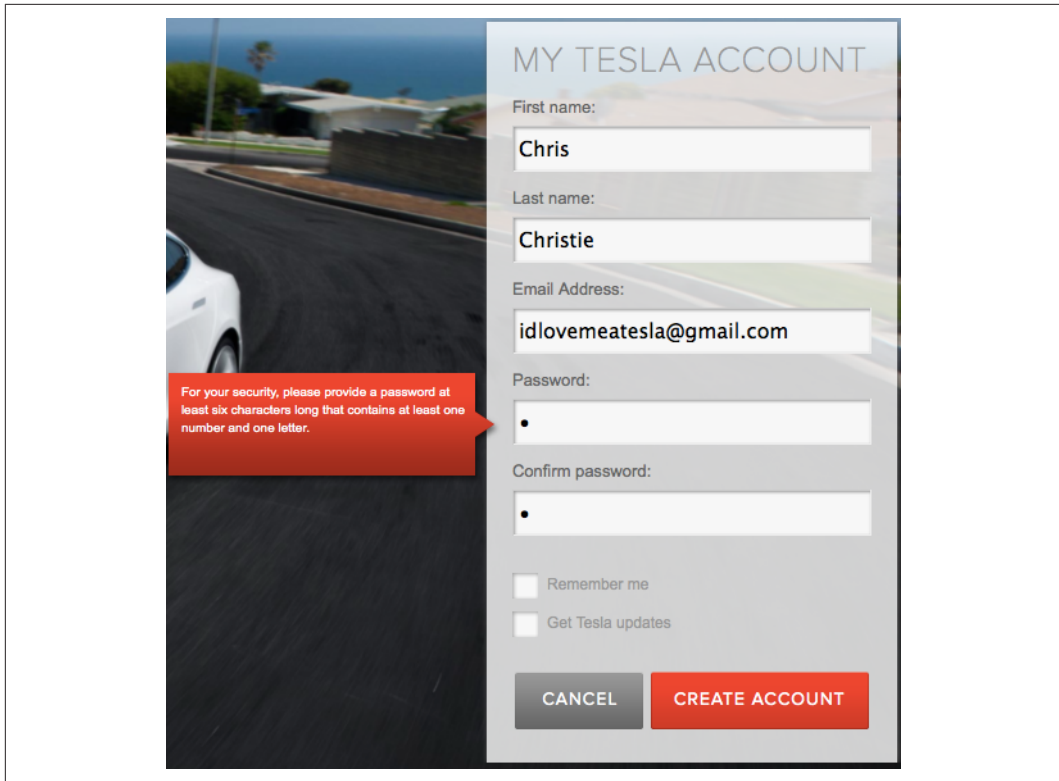 MY TESLA ACCOUNT
First name:
Chris
Last name:
Christie
Email Address:
idlovemeatesla@gmail.com
Password:
•
For your security, please provide a password at
least six characters long that contains at least one
number and one letter.
Confirm password:
•
Remember me
Get Tesla updates
CANCEL
CREATE ACCOUNT